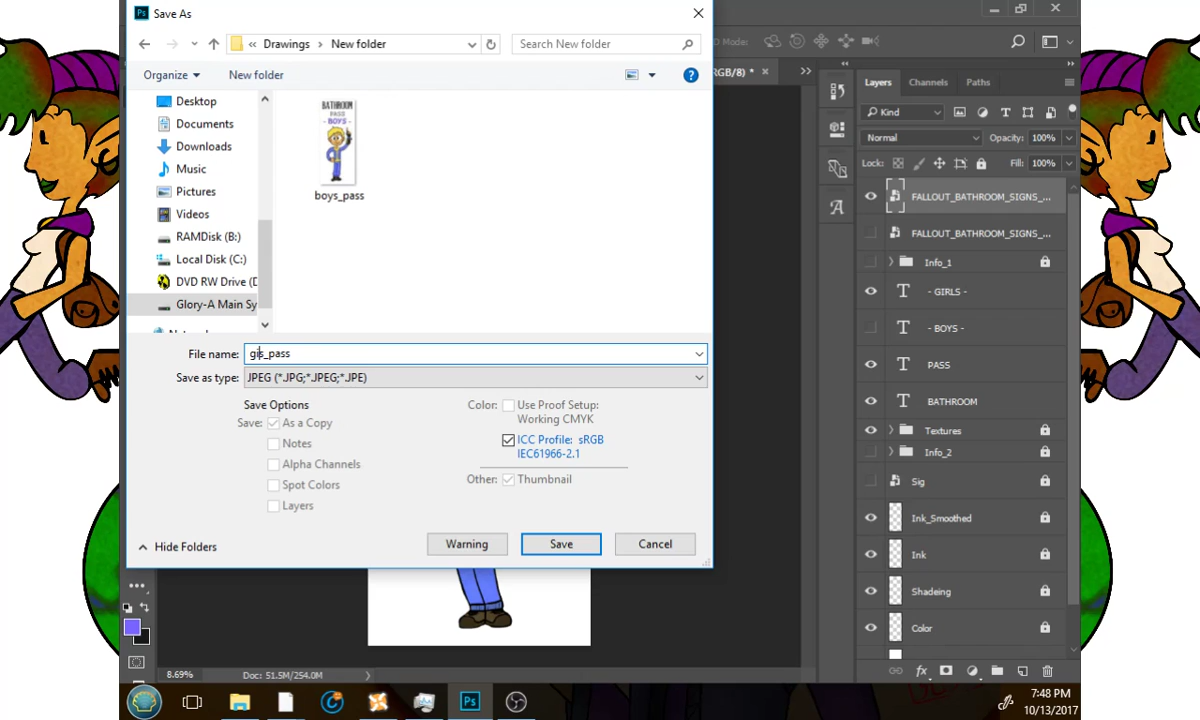 Ps Save As
« Drawings › New folder
Search New folder
Organize
New folder
Desktop
Documents
Downloads
Music
Pictures
Videos
RAMDisk (B:)
Local Disk (C:)
DVD RW Drive (D
Glory-A Main Sy
BATHROOM
PASS
- BOYS -
boys_pass
File name: gis_pass
Save as type: JPEG (*.JPG;*.JPEG;*.JPE)
Save Options
Save: As a Copy
Notes
Alpha Channels
Spot Colors
Layers
Color: Use Proof Setup:
Working CMYK
ICC Profile: sRGB
IEC61966-2.1
Other: Thumbnail
Hide Folders
Warning
Save
Cancel
D Mode:
RGB/8) *
Layers
Channels
Paths
Kind
Normal
Opacity: 100%
Lock:
Fill: 100%
FALLOUT_BATHROOM_SIGNS_...
FALLOUT_BATHROOM_SIGNS_...
Info_1
- GIRLS -
- BOYS -
PASS
BATHROOM
Textures
Info_2
Sig
Ink_Smoothed
Ink
Shadeing
Color
8.69%
Doc: 51.5M/254.0M
Ps
7:48 PM
10/13/2017